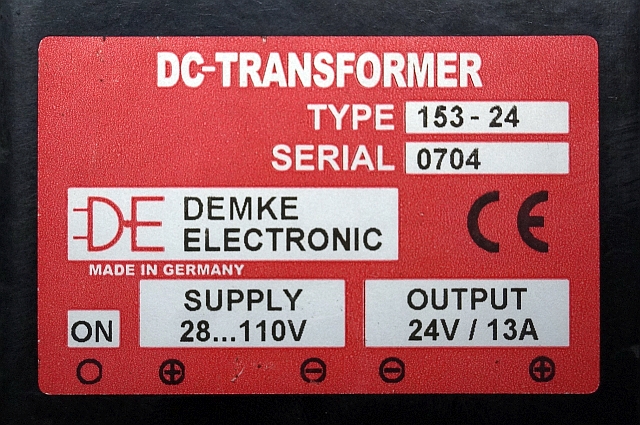 DC-TRANSFORMER
TYPE 153 - 24
SERIAL 0704
DE DEMKE
ELECTRONIC
CE
MADE IN GERMANY
SUPPLY
28...110V
OUTPUT
24V / 13A
ON